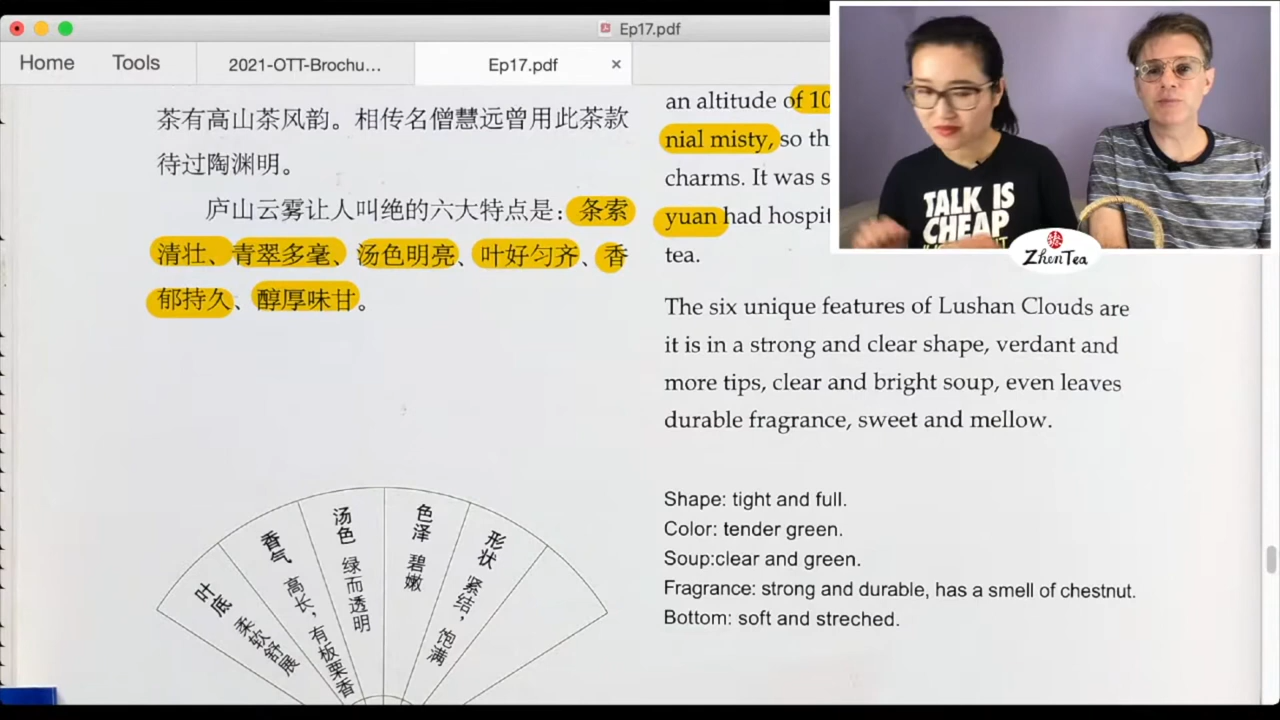 Ep17.pdf
Home
Tools
2021-OTT-Brochu...
Ep17.pdf
×
茶有高山茶风韵。相传名僧慧远曾用此茶款
待过陶渊明。
庐山云雾让人叫绝的六大特点是：条索
清壮、青翠多毫、汤色明亮、叶好匀齐、香
郁持久、醇厚味甘。
an altitude of 10
nial misty, so th
charms. It was s
yuan had hospit
tea.
The six unique features of Lushan Clouds are
it is in a strong and clear shape, verdant and
more tips, clear and bright soup, even leaves
durable fragrance, sweet and mellow.
Shape: tight and full.
Color: tender green.
Soup:clear and green.
Fragrance: strong and durable, has a smell of chestnut.
Bottom: soft and streched.
叶底 柔软舒展
香气 高长，有板栗香
汤色 绿而透明
色泽 碧嫩
形状 紧结，饱满
TALK IS
CHEAP
ZhenTea